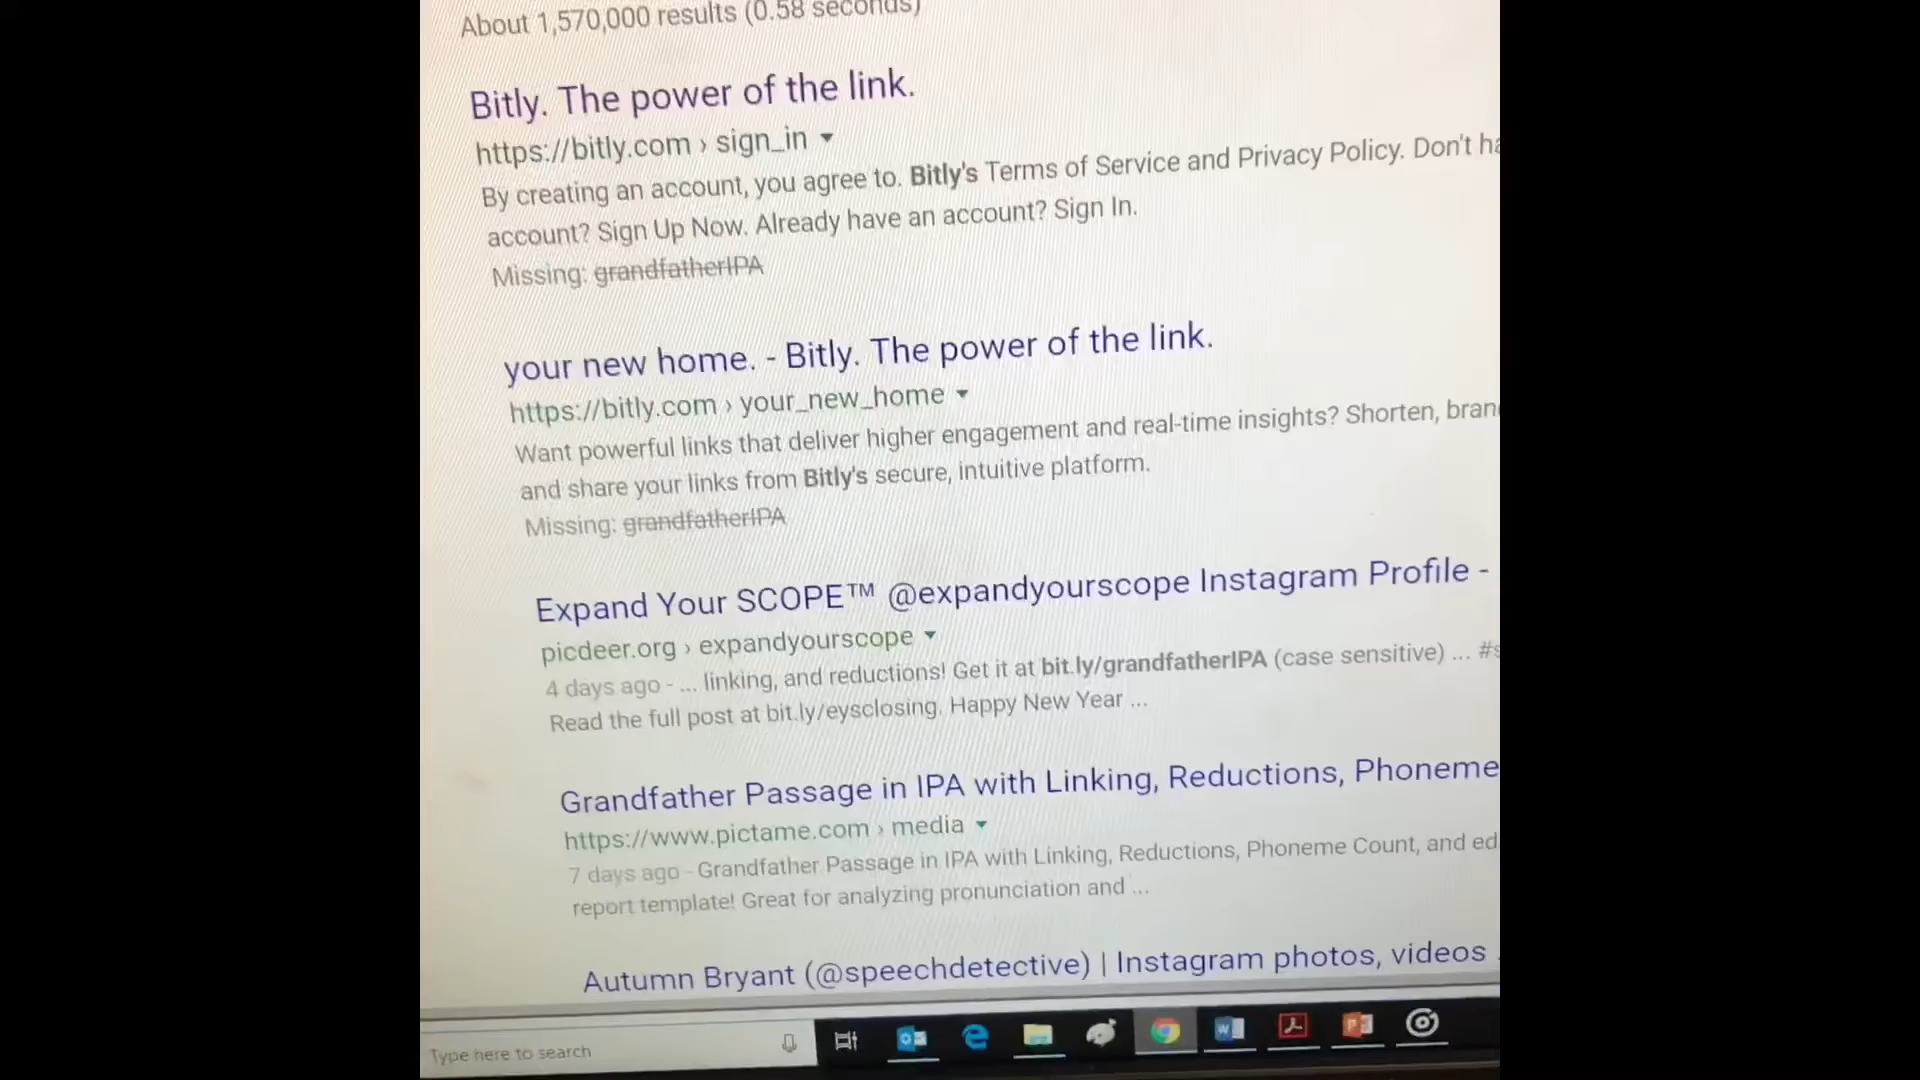 About 1,570,000 results (0.58 seconds)
Bitly. The power of the link.
https://bitly.com › sign_in
By creating an account, you agree to. Bitly's Terms of Service and Privacy Policy. Don't ha
account? Sign Up Now. Already have an account? Sign In.
Missing: grandfatherIPA
your new home. - Bitly. The power of the link.
https://bitly.com › your_new_home
Want powerful links that deliver higher engagement and real-time insights? Shorten, bran
and share your links from Bitly's secure, intuitive platform.
Missing: grandfatherIPA
Expand Your SCOPE™ @expandyourscope Instagram Profile -
picdeer.org › expandyourscope
4 days ago - ... linking, and reductions! Get it at bit.ly/grandfatherIPA (case sensitive) ... #s
Read the full post at bit.ly/eysclosing. Happy New Year ...
Grandfather Passage in IPA with Linking, Reductions, Phoneme
https://www.pictame.com › media
7 days ago - Grandfather Passage in IPA with Linking, Reductions, Phoneme Count, and ed
report template! Great for analyzing pronunciation and ...
Autumn Bryant (@speechdetective) | Instagram photos, videos
Type here to search